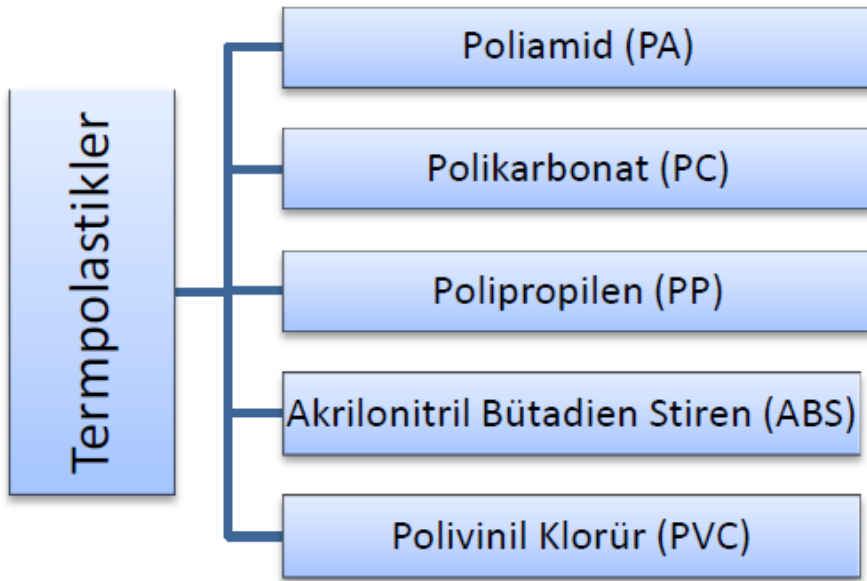 Termpolastikler
Poliamid (PA)
Polikarbonat (PC)
Polipropilen (PP)
Akrilonitril Bütadien Stiren (ABS)
Polivinil Klorür (PVC)